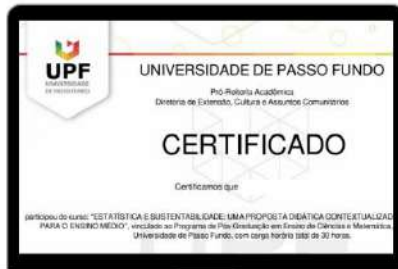 UPF
UNIVERSIDADE
DE PASSO FUNDO
UNIVERSIDADE DE PASSO FUNDO
Pró-Reitoria Acadêmica
Diretoria de Extensão, Cultura e Assuntos Comunitários
CERTIFICADO
Certificamos que
participou do curso: "ESTATÍSTICA E SUSTENTABILIDADE: UMA PROPOSTA DIDÁTICA CONTEXTUALIZAD
PARA O ENSINO MÉDIO", vinculado ao Programa de Pós-Graduação em Ensino de Ciências e Matemática,
Universidade de Passo Fundo, com carga horária total de 30 horas.